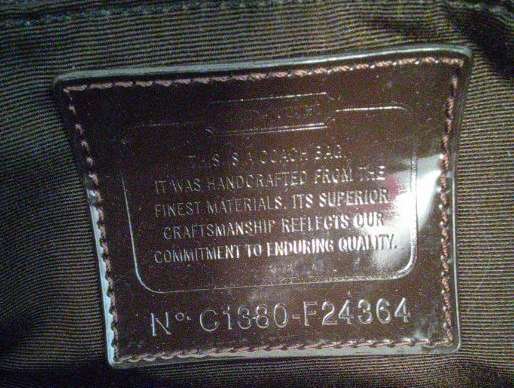 THIS IS A COACH BAG.
IT WAS HANDCRAFTED FROM THE
FINEST MATERIALS. ITS SUPERIOR
CRAFTSMANSHIP REFLECTS OUR
COMMITMENT TO ENDURING QUALITY.
Nº C1380-F24364